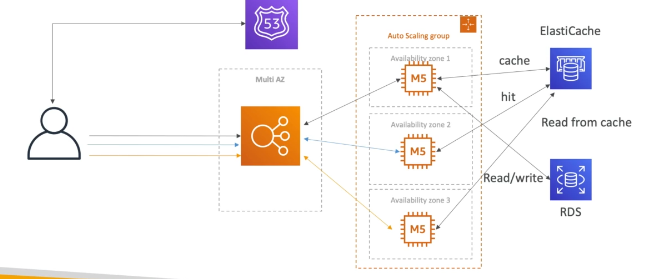 53
Auto Scaling group
ElastiCache
Multi AZ
Availability zone 1
M5
cache
hit
Availability zone 2
M5
Read from cache
Read/write
Availability zone 3
M5
RDS